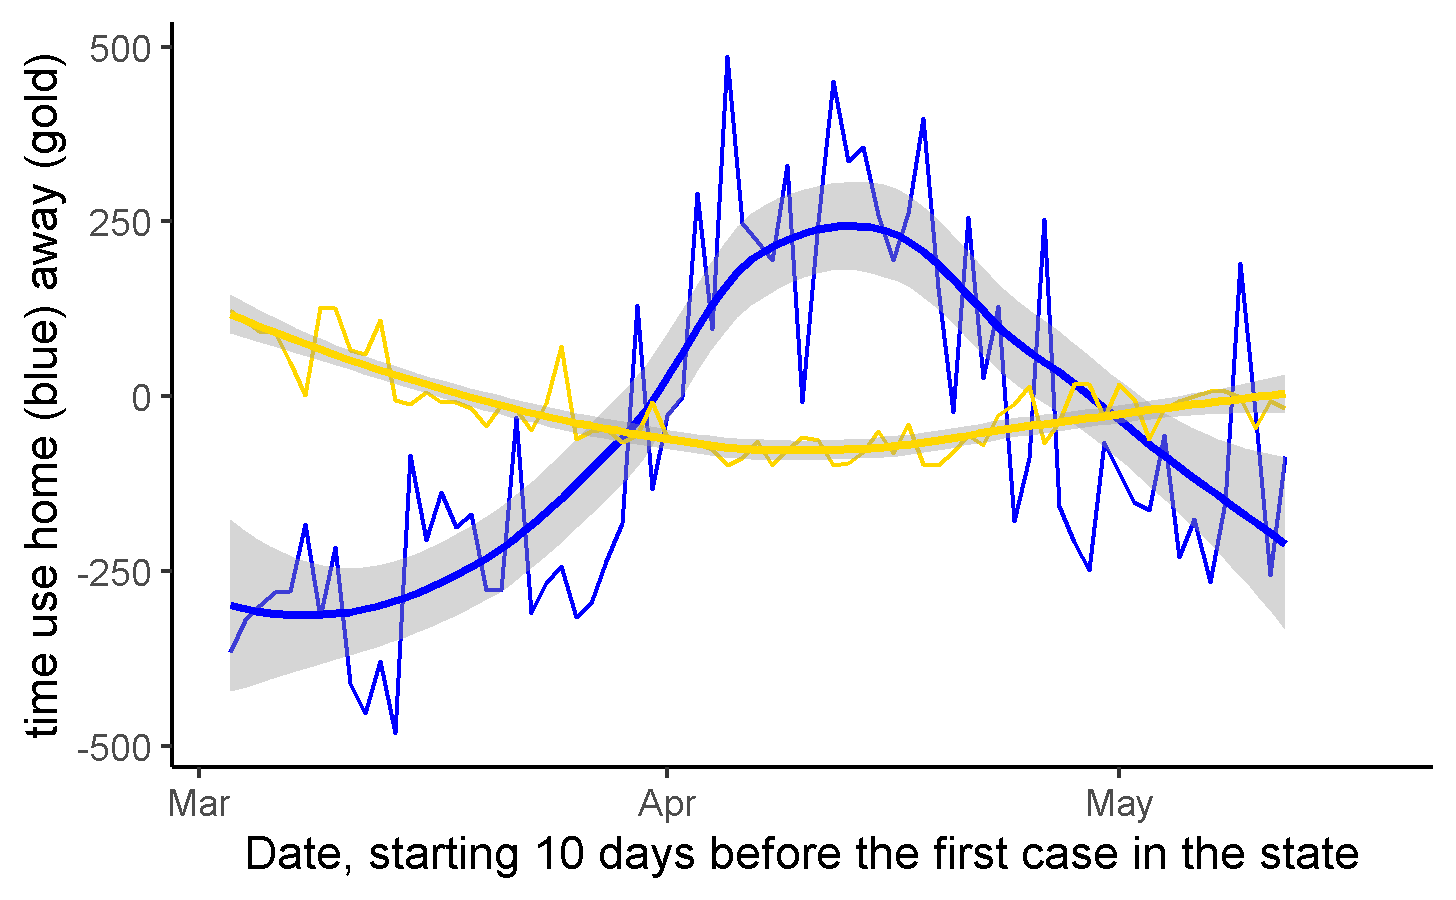 time use home (blue) away (gold)
500
250
0
-250
-500
Mar
Apr
May
Date, starting 10 days before the first case in the state